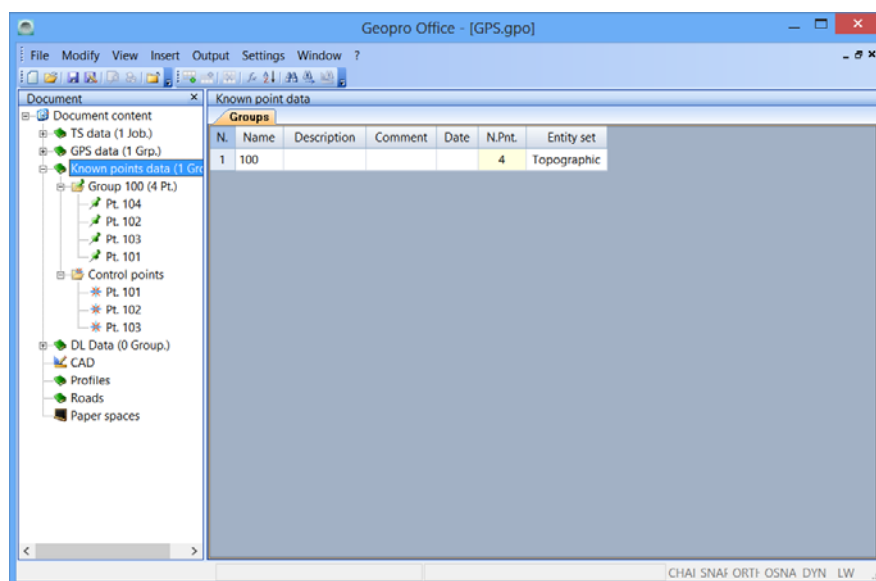 Geopro Office - [GPS.gpo]
File Modify View Insert Output Settings Window ?
Document
Document content
TS data (1 Job.)
GPS data (1 Grp.)
Known points data (1 Gro
Group 100 (4 Pt.)
Pt. 104
Pt. 102
Pt. 103
Pt. 101
Control points
Pt. 101
Pt. 102
Pt. 103
DL Data (0 Group.)
CAD
Profiles
Roads
Paper spaces
Known point data
Groups
N. Name Description Comment Date N.Pnt. Entity set
1 100 4 Topographic
CHAI SNAF ORTH OSNA DYN LW